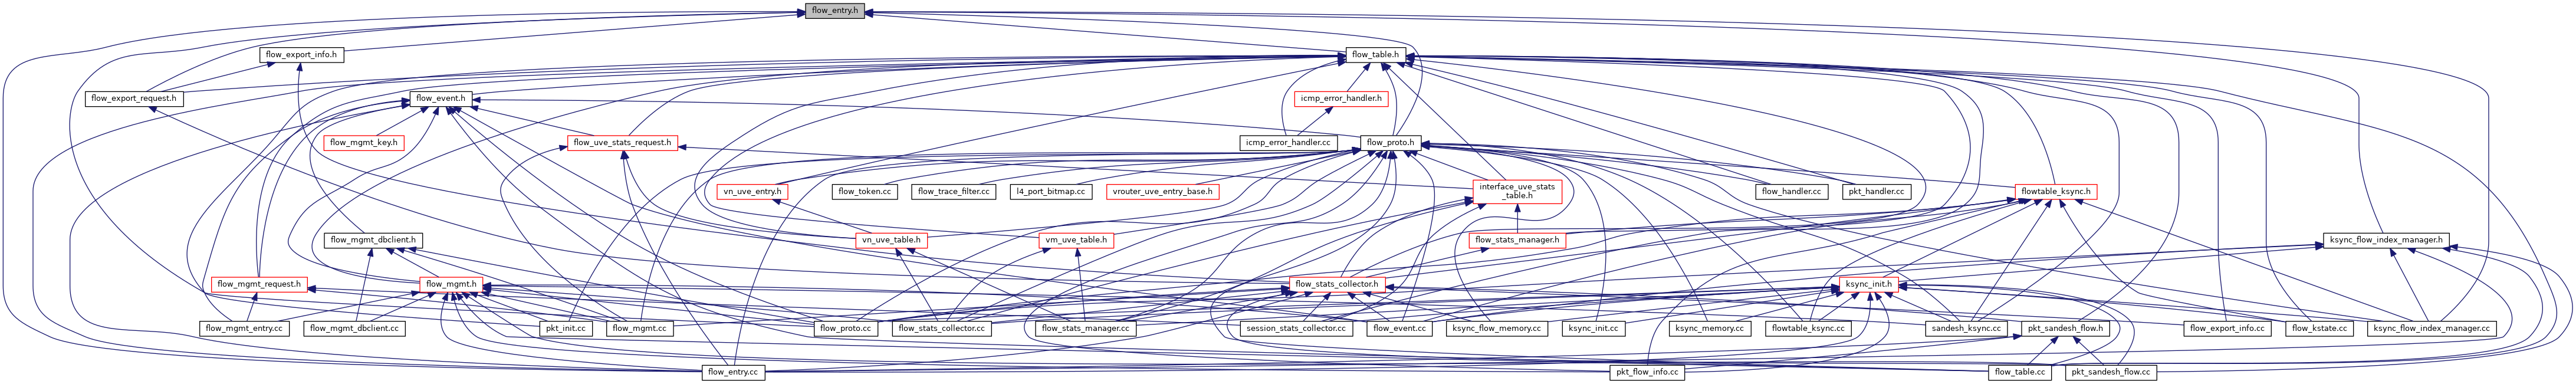 flow_entry.h
flow_export_info.h
flow_table.h
flow_export_request.h
flow_event.h
icmp_error_handler.h
flow_mgmt_key.h
flow_uve_stats_request.h
icmp_error_handler.cc
flow_proto.h
vn_uve_entry.h
flow_token.cc
flow_trace_filter.cc
l4_port_bitmap.cc
vrouter_uve_entry_base.h
interface_uve_stats
_table.h
flow_handler.cc
pkt_handler.cc
flowtable_ksync.h
flow_mgmt_dbclient.h
vn_uve_table.h
vm_uve_table.h
flow_stats_manager.h
ksync_flow_index_manager.h
flow_mgmt_request.h
flow_mgmt.h
flow_stats_collector.h
ksync_init.h
flow_mgmt_entry.cc
flow_mgmt_dbclient.cc
pkt_init.cc
flow_mgmt.cc
flow_proto.cc
flow_stats_collector.cc
flow_stats_manager.cc
session_stats_collector.cc
flow_event.cc
ksync_flow_memory.cc
ksync_init.cc
ksync_memory.cc
flowtable_ksync.cc
sandesh_ksync.cc
pkt_sandesh_flow.h
flow_export_info.cc
flow_kstate.cc
ksync_flow_index_manager.cc
flow_entry.cc
pkt_flow_info.cc
flow_table.cc
pkt_sandesh_flow.cc